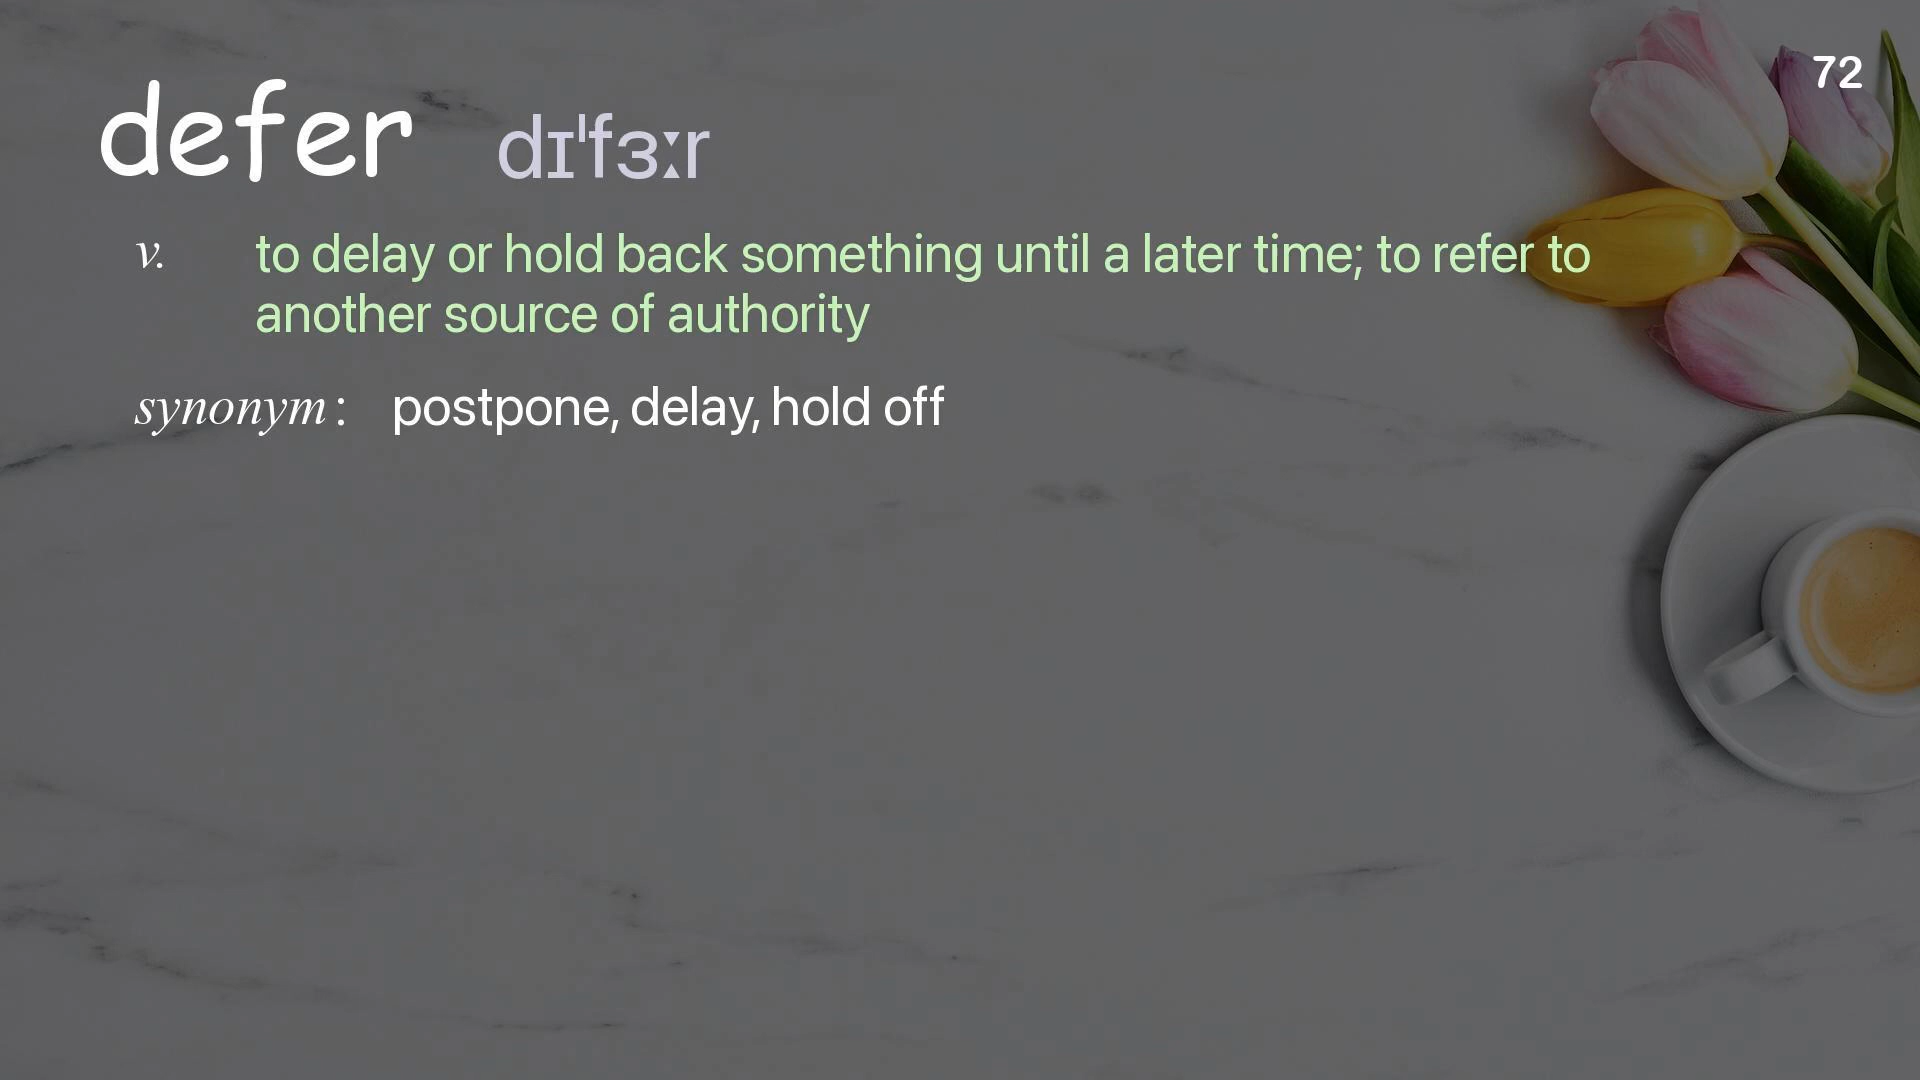 72
defer dɪˈfɜːr
v. to delay or hold back something until a later time; to refer to
another source of authority
synonym: postpone, delay, hold off